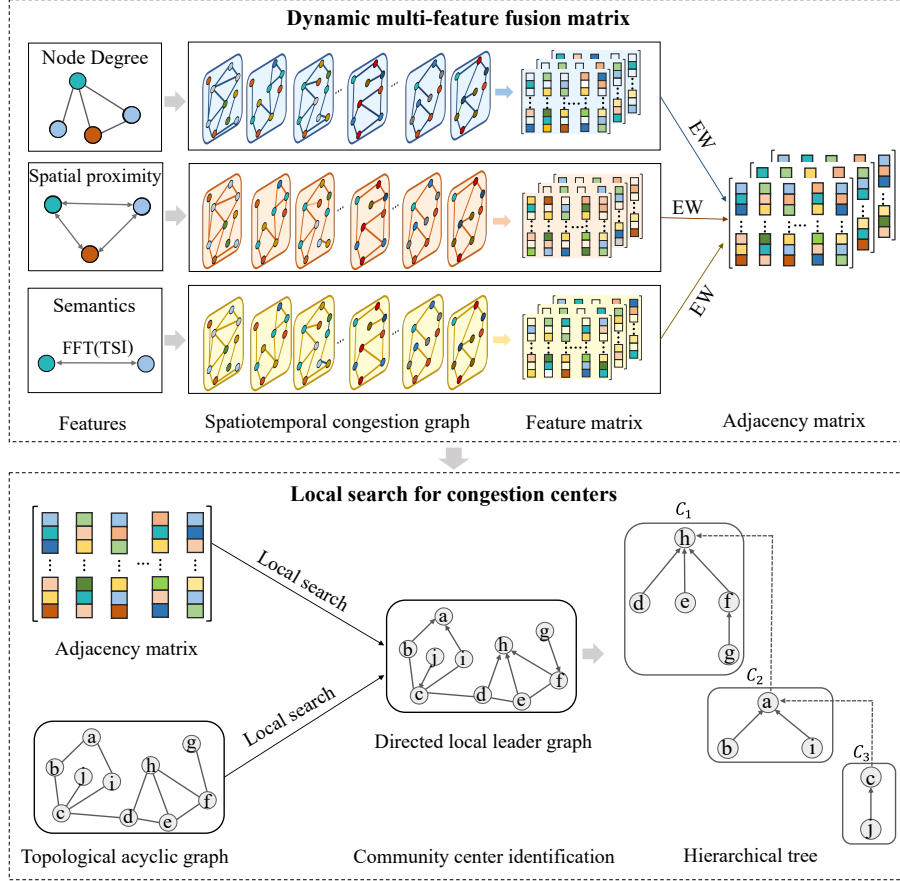 Dynamic multi-feature fusion matrix
Node Degree
Spatial proximity
Semantics
FFT(TSI)
EW
EW
EW
Features
Spatiotemporal congestion graph
Feature matrix
Adjacency matrix
Local search for congestion centers
Adjacency matrix
Local search
Local search
a
b
j
i
c
d
h
e
f
g
Topological acyclic graph
a
b
j
i
c
d
h
e
f
g
Directed local leader graph
Community center identification
C₁
h
d
e
f
g
C₂
a
b
i
C₃
c
j
Hierarchical tree